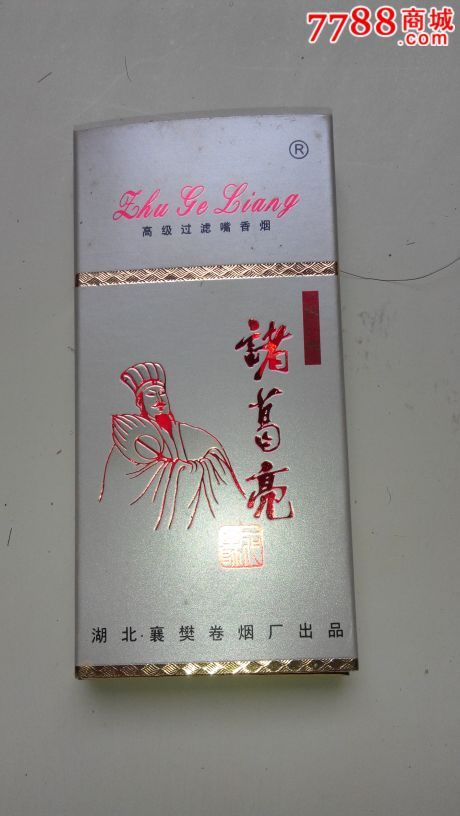 7788商城
.com
®
Zhu Ge Liang
高级过滤嘴香烟
諸葛亮
湖北·襄樊卷烟厂出品